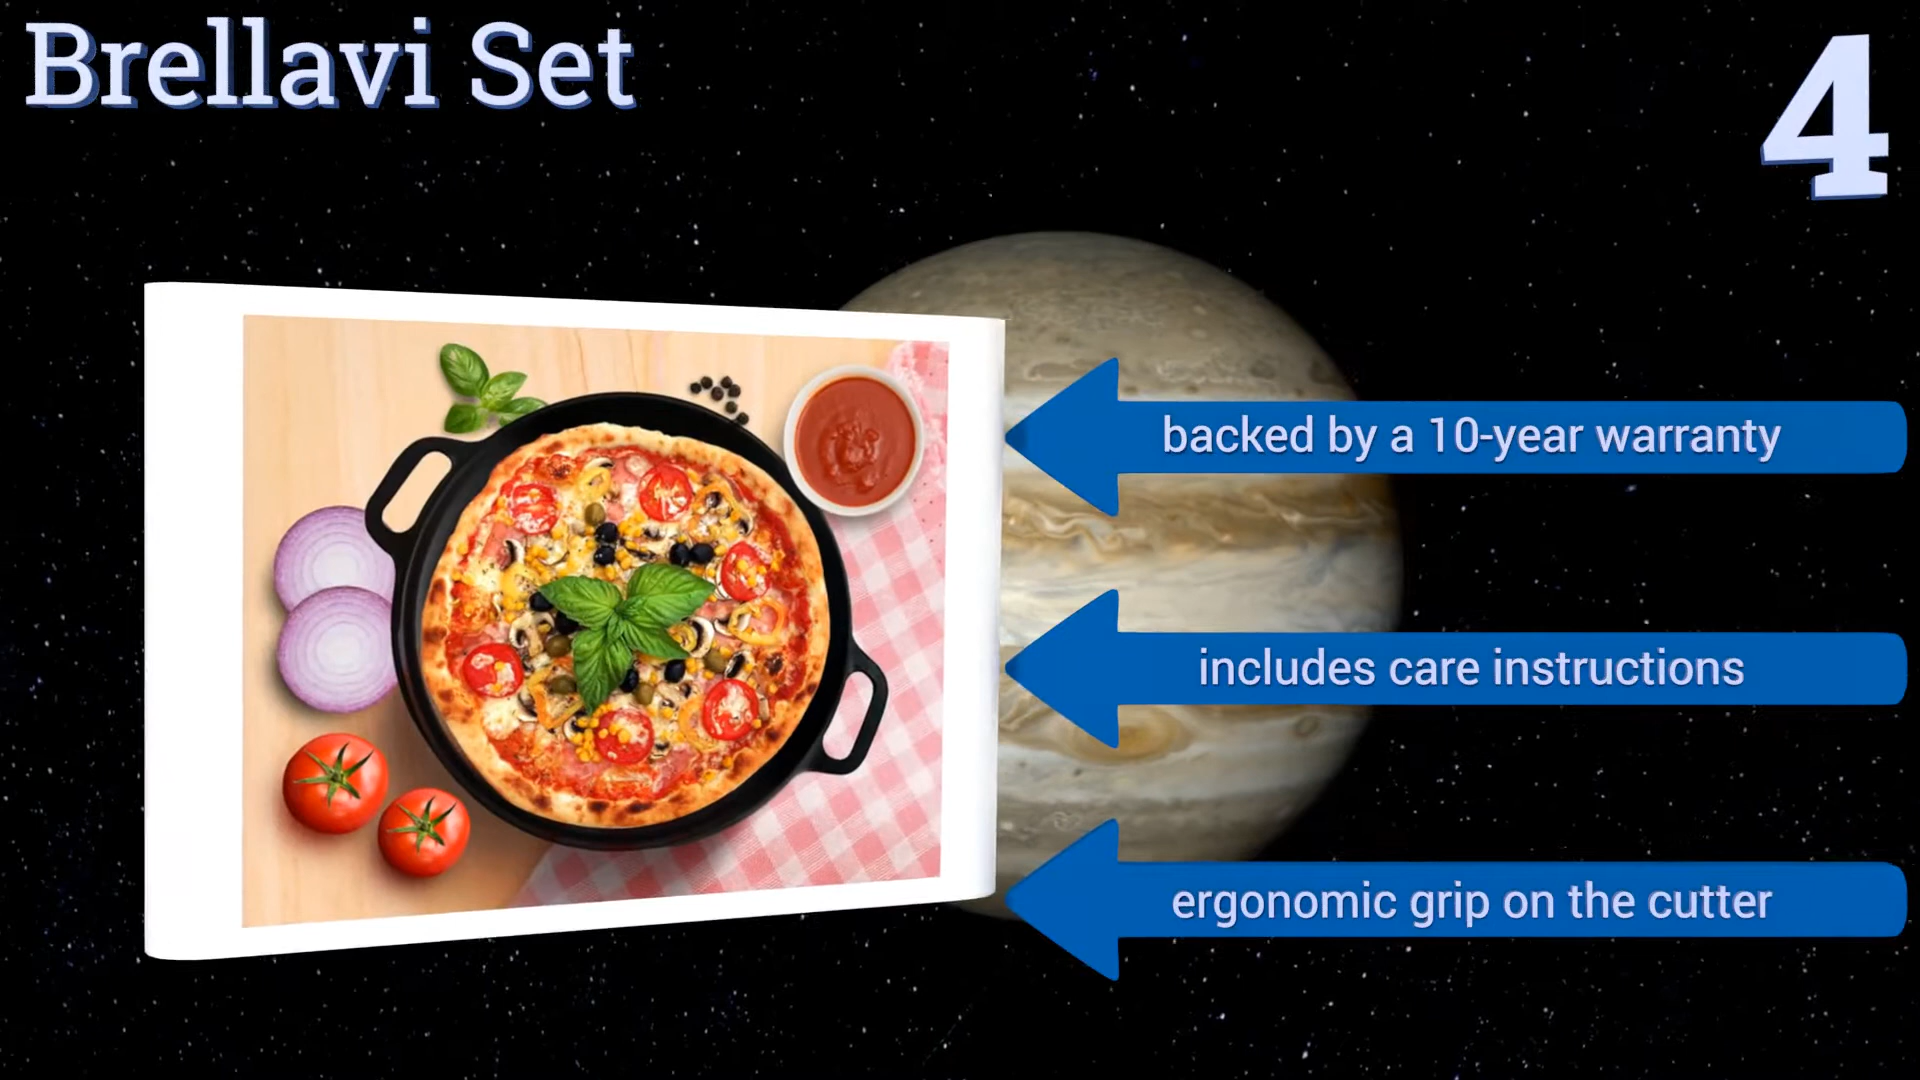 Brellavi Set
4
backed by a 10-year warranty
includes care instructions
ergonomic grip on the cutter